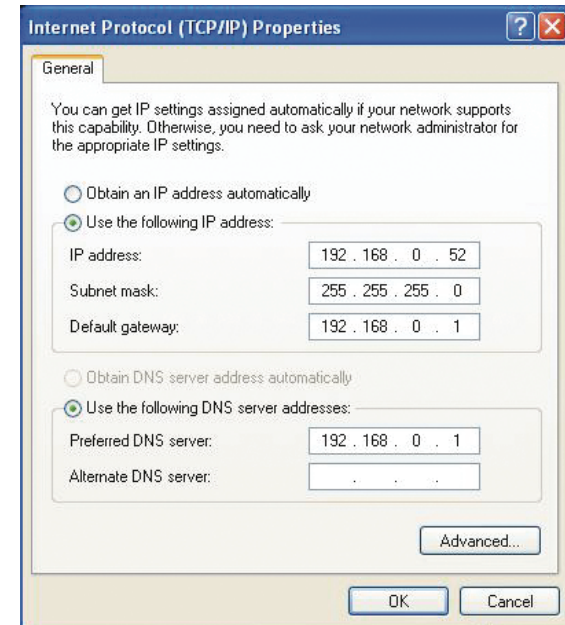 Internet Protocol (TCP/IP) Properties
General
You can get IP settings assigned automatically if your network supports
this capability. Otherwise, you need to ask your network administrator for
the appropriate IP settings.
Obtain an IP address automatically
Use the following IP address:
IP address: 192 . 168 . 0 . 52
Subnet mask: 255 . 255 . 255 . 0
Default gateway: 192 . 168 . 0 . 1
Obtain DNS server address automatically
Use the following DNS server addresses:
Preferred DNS server: 192 . 168 . 0 . 1
Alternate DNS server: . . .
Advanced...
OK Cancel